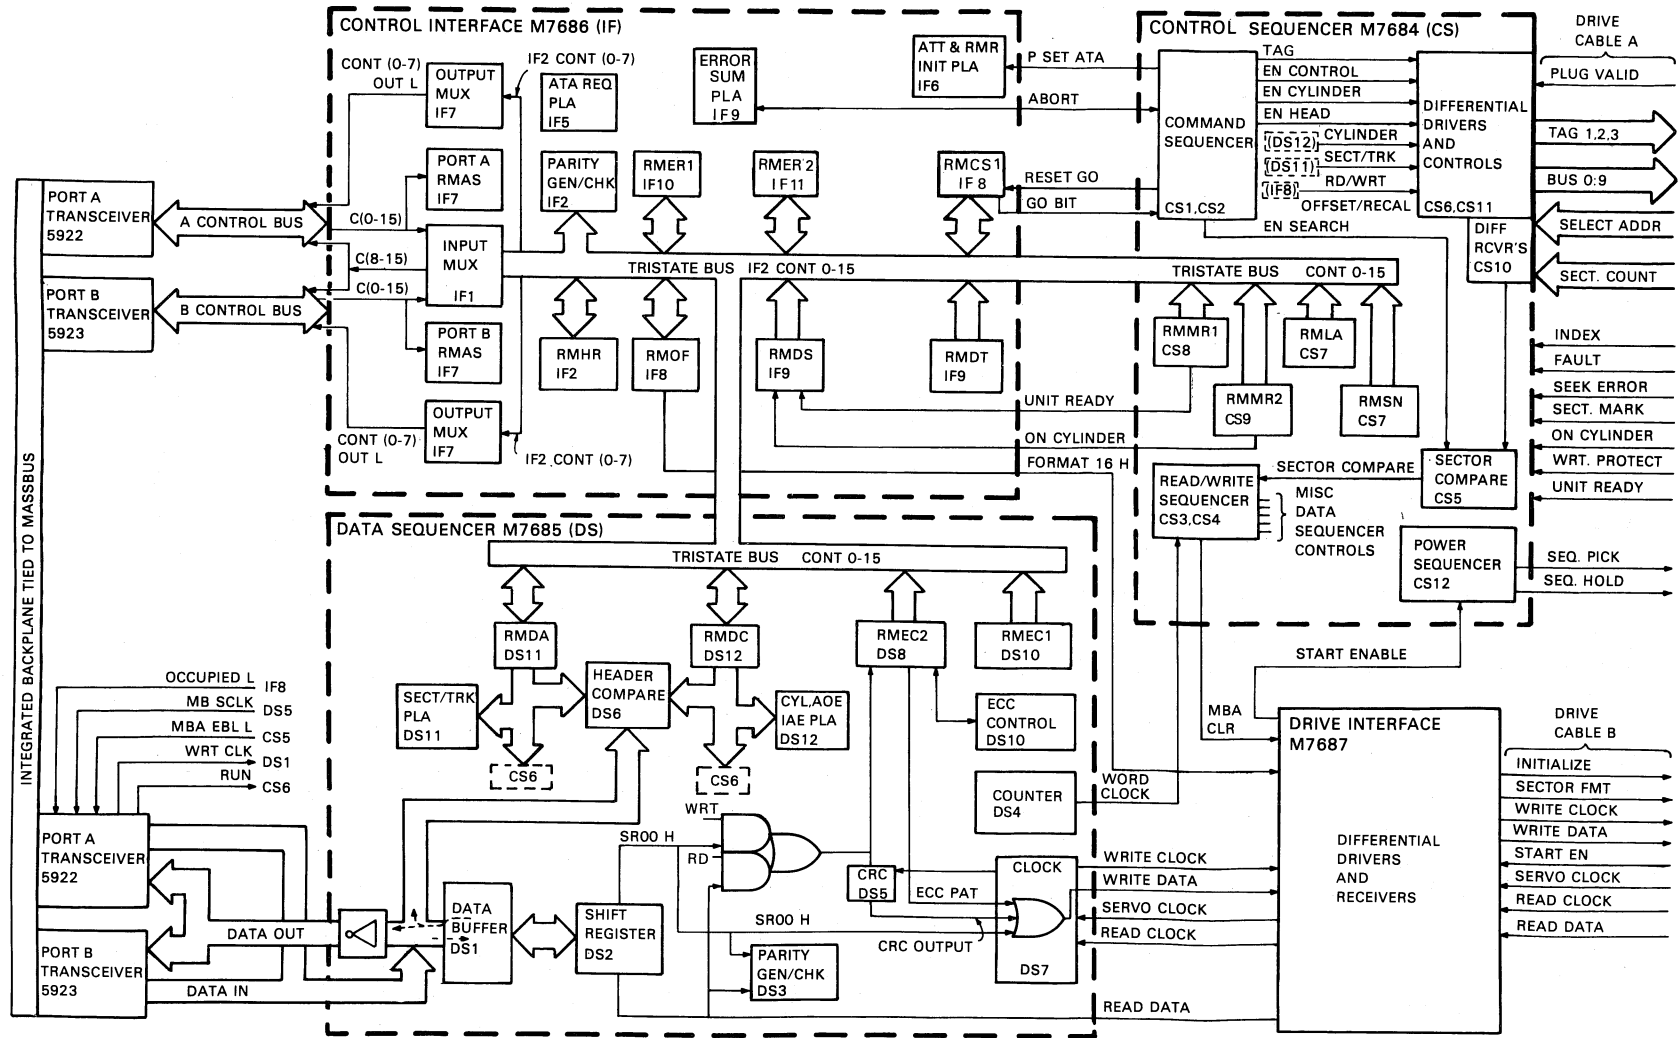 CONTROL INTERFACE M7686 (IF)
CONT (0-7)
OUT L
OUTPUT
MUX
IF7
IF2 CONT (0-7)
ATA REQ
PLA
IF5
ERROR
SUM
PLA
IF9
ATT & RMR
INIT PLA
IF6
P SET ATA
ABORT
PORT A
RMAS
IF7
PARITY
GEN/CHK
IF2
RMER1
IF10
RMER2
IF11
RMCS1
IF8
RESET GO
GO BIT
C(0-15)
INPUT
MUX
IF1
C(8-15)
C(0-15)
TRISTATE BUS IF2 CONT 0-15
PORT B
RMAS
IF7
RMHR
IF2
RMOF
IF8
RMDS
IF9
RMDT
IF9
OUTPUT
MUX
IF7
CONT (0-7)
OUT L
IF2 CONT (0-7)
UNIT READY
ON CYLINDER
FORMAT 16 H
CONTROL SEQUENCER M7684 (CS)
COMMAND
SEQUENCER
CS1,CS2
TAG
EN CONTROL
EN CYLINDER
EN HEAD
(DS12)
CYLINDER
(DS11)
SECT/TRK
(IF8)
RD/WRT
OFFSET/RECAL
EN SEARCH
DIFFERENTIAL
DRIVERS
AND
CONTROLS
CS6,CS11
DIFF
RCVR'S
CS10
TRISTATE BUS CONT 0-15
RMMR1
CS8
RMMR2
CS9
RMLA
CS7
RMSN
CS7
SECTOR COMPARE
SECTOR
COMPARE
CS5
READ/WRITE
SEQUENCER
CS3,CS4
MISC
DATA
SEQUENCER
CONTROLS
POWER
SEQUENCER
CS12
DRIVE
CABLE A
PLUG VALID
TAG 1,2,3
BUS 0:9
SELECT ADDR
SECT. COUNT
INDEX
FAULT
SEEK ERROR
SECT. MARK
ON CYLINDER
WRT. PROTECT
UNIT READY
SEQ. PICK
SEQ. HOLD
INTEGRATED BACKPLANE TIED TO MASSBUS
PORT A
TRANSCEIVER
5922
A CONTROL BUS
PORT B
TRANSCEIVER
5923
B CONTROL BUS
OCCUPIED L
IF8
MB SCLK
DS5
MBA EBL L
CS5
WRT CLK
DS1
RUN
CS6
PORT A
TRANSCEIVER
5922
PORT B
TRANSCEIVER
5923
DATA OUT
DATA IN
DATA SEQUENCER M7685 (DS)
TRISTATE BUS CONT 0-15
RMDA
DS11
RMDC
DS12
RMEC2
DS8
RMEC1
DS10
SECT/TRK
PLA
DS11
HEADER
COMPARE
DS6
CYL,AOE
IAE PLA
DS12
ECC
CONTROL
DS10
CS6
CS6
COUNTER
DS4
WORD
CLOCK
WRT
SR00 H
RD
CRC
DS5
ECC PAT
CLOCK
DS7
DATA
BUFFER
DS1
SHIFT
REGISTER
DS2
SR00 H
CRC OUTPUT
PARITY
GEN/CHK
DS3
WRITE CLOCK
WRITE DATA
SERVO CLOCK
READ CLOCK
READ DATA
START ENABLE
MBA
CLR
DRIVE INTERFACE
M7687
DIFFERENTIAL
DRIVERS
AND
RECEIVERS
DRIVE
CABLE B
INITIALIZE
SECTOR FMT
WRITE CLOCK
WRITE DATA
START EN
SERVO CLOCK
READ CLOCK
READ DATA